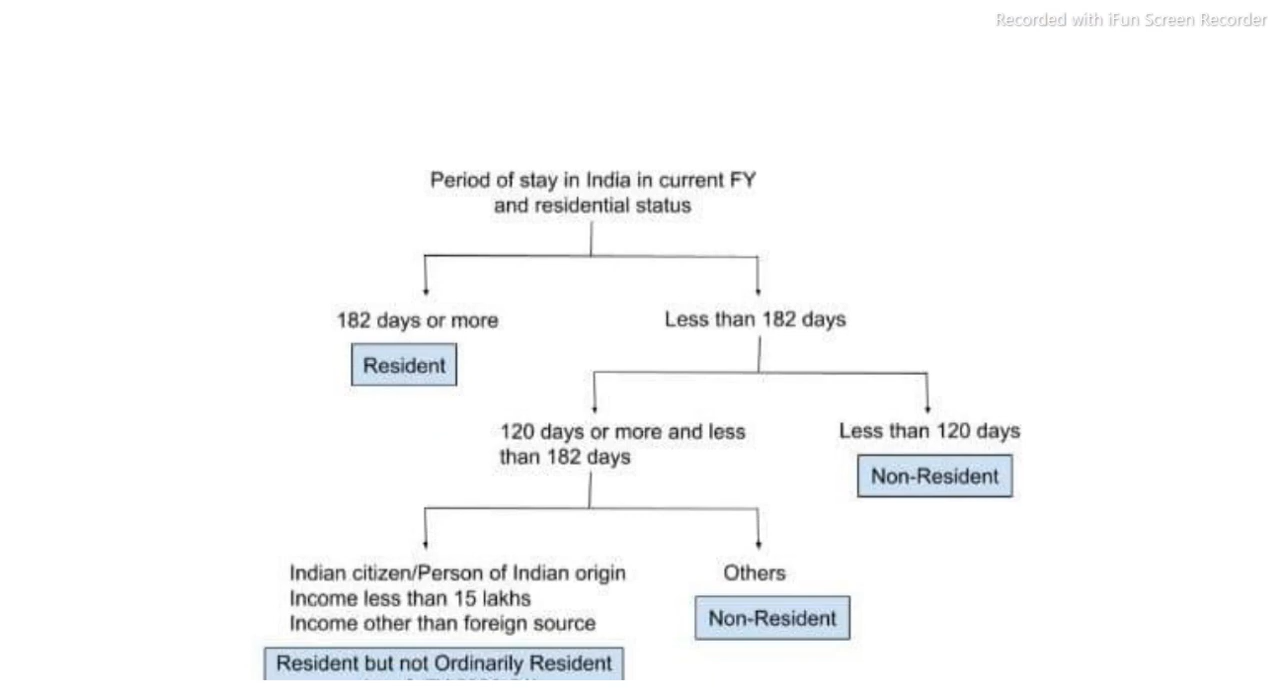 Recorded with iFun Screen Recorder
Period of stay in India in current FY
and residential status
182 days or more
Less than 182 days
Resident
120 days or more and less
than 182 days
Less than 120 days
Non-Resident
Indian citizen/Person of Indian origin
Income less than 15 lakhs
Income other than foreign source
Others
Non-Resident
Resident but not Ordinarily Resident